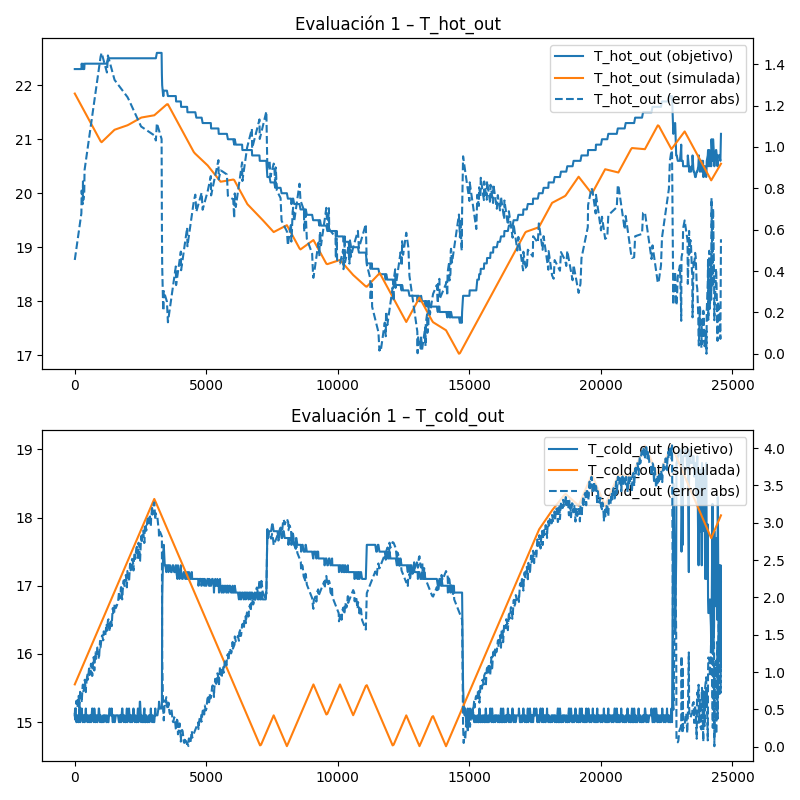 Evaluación 1 – T_hot_out
T_hot_out (objetivo)
T_hot_out (simulada)
T_hot_out (error abs)
22
21
20
19
18
17
1.4
1.2
1.0
0.8
0.6
0.4
0.2
0.0
0 5000 10000 15000 20000 25000
Evaluación 1 – T_cold_out
T_cold_out (objetivo)
T_cold_out (simulada)
T_cold_out (error abs)
19
18
17
16
15
4.0
3.5
3.0
2.5
2.0
1.5
1.0
0.5
0.0
0 5000 10000 15000 20000 25000